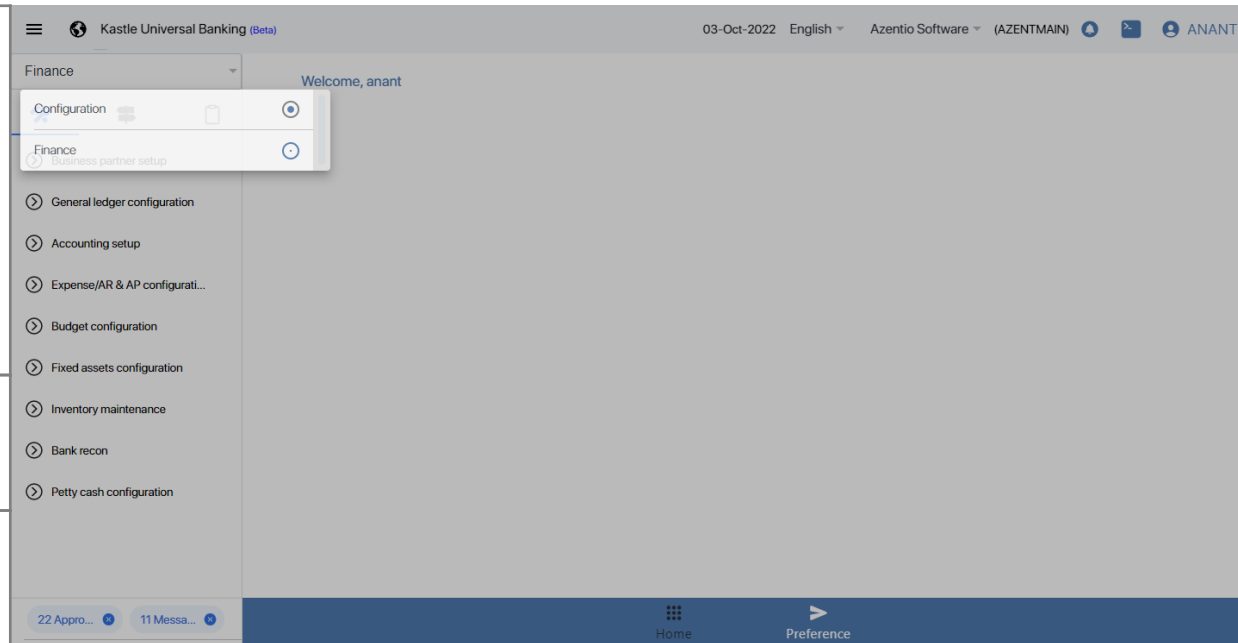 Kastle Universal Banking (Beta)
03-Oct-2022 English Azentio Software (AZENTMAIN) ANANT
Finance
Welcome, anant
Configuration
Finance
Business partner setup
General ledger configuration
Accounting setup
Expense/AR & AP configurati...
Budget configuration
Fixed assets configuration
Inventory maintenance
Bank recon
Petty cash configuration
22 Appro... 11 Messa...
Home Preference